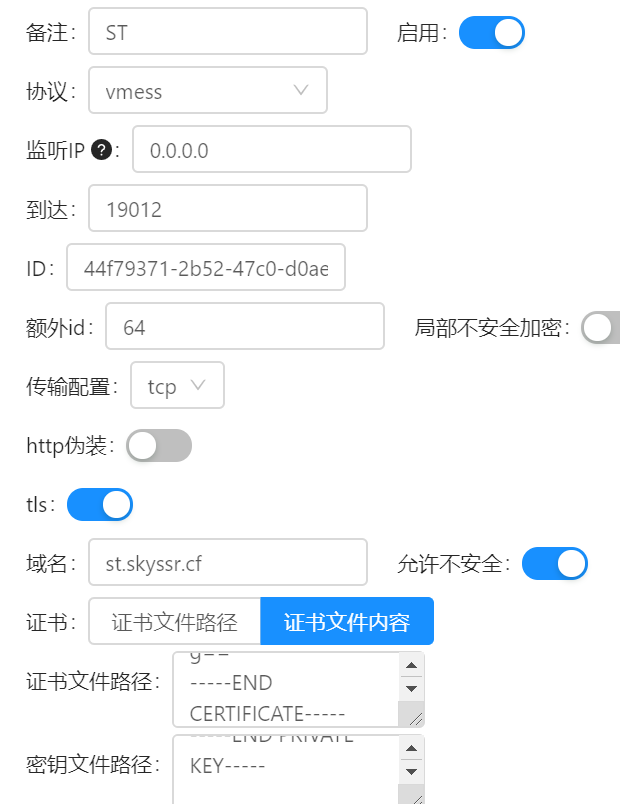 备注: ST 启用:
协议: vmess
监听IP ?: 0.0.0.0
到达: 19012
ID: 44f79371-2b52-47c0-d0ae
额外id: 64 局部不安全加密:
传输配置: tcp
http伪装:
tls:
域名: st.skyssr.cf 允许不安全:
证书: 证书文件路径 证书文件内容
g==
证书文件路径: -----END
CERTIFICATE-----
-----END PRIVATE
密钥文件路径: KEY-----